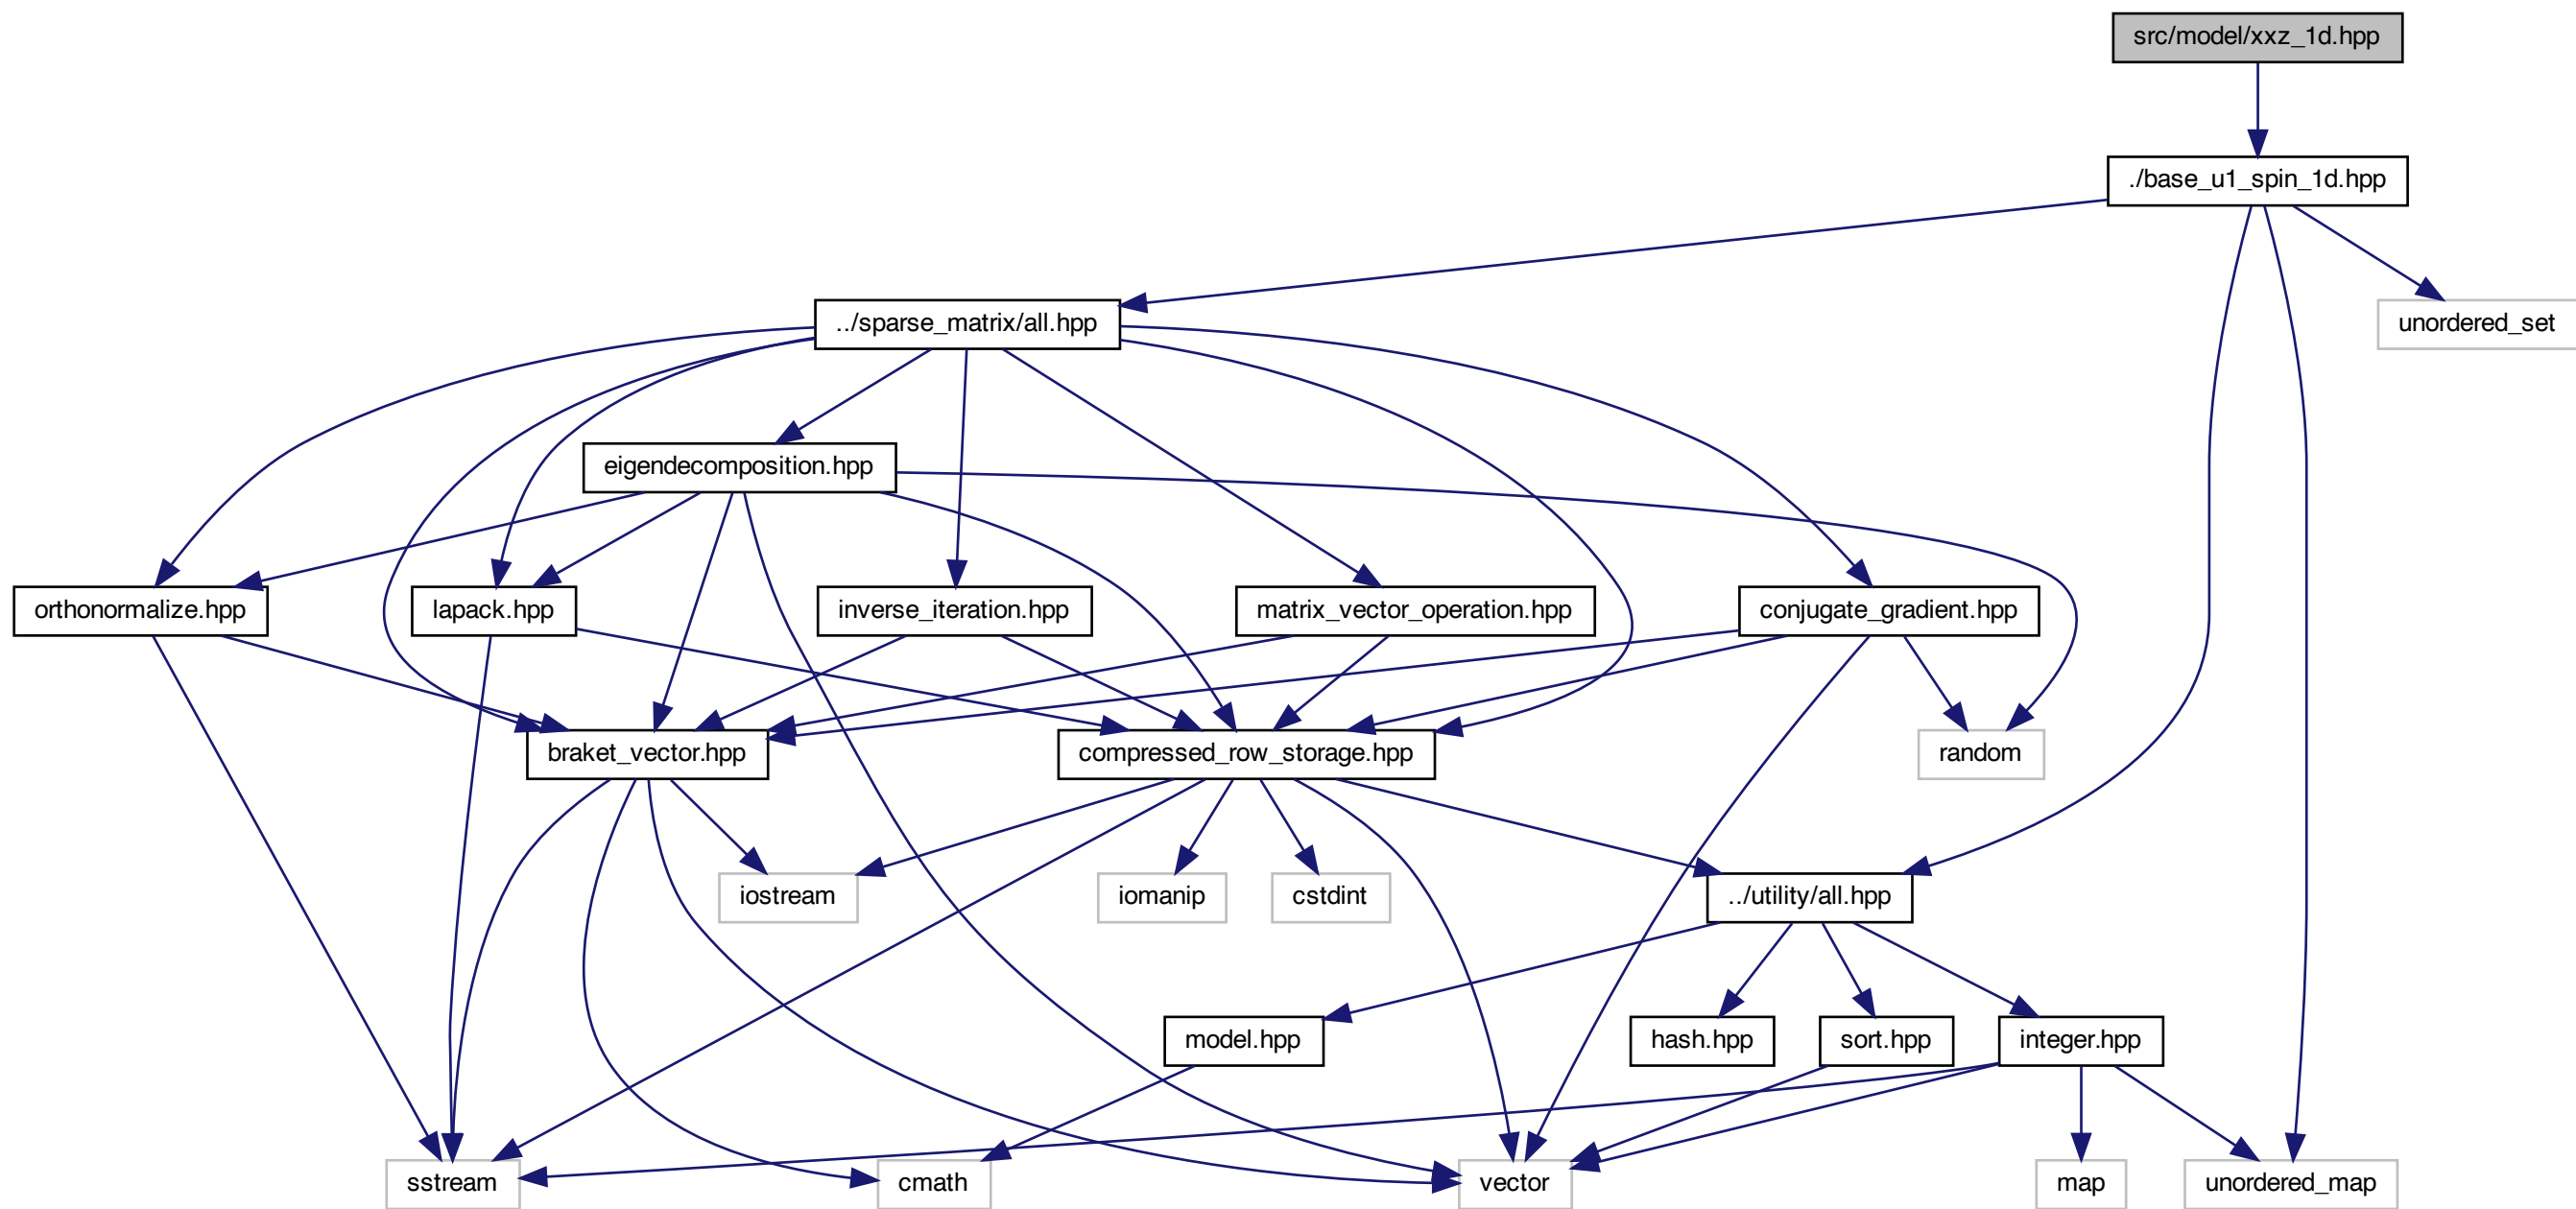 src/model/xxz_1d.hpp
./base_u1_spin_1d.hpp
../sparse_matrix/all.hpp
unordered_set
eigendecomposition.hpp
orthonormalize.hpp
lapack.hpp
inverse_iteration.hpp
matrix_vector_operation.hpp
conjugate_gradient.hpp
braket_vector.hpp
compressed_row_storage.hpp
random
iostream
iomanip
cstdint
../utility/all.hpp
model.hpp
hash.hpp
sort.hpp
integer.hpp
sstream
cmath
vector
map
unordered_map